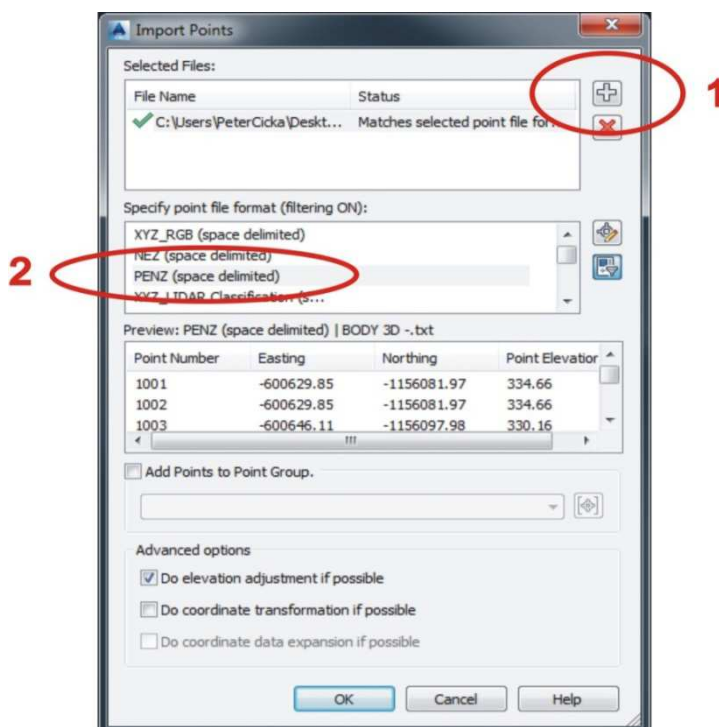 Import Points
Selected Files:
File Name Status
C:\Users\PeterCicka\Deskt... Matches selected point file for
1
Specify point file format (filtering ON):
XYZ_RGB (space delimited)
NEZ (space delimited)
2
PENZ (space delimited)
XYZ_LIDAR Classification (s...
Preview: PENZ (space delimited) | BODY 3D -.txt
Point Number Easting Northing Point Elevation
1001 -600629.85 -1156081.97 334.66
1002 -600629.85 -1156081.97 334.66
1003 -600646.11 -1156097.98 330.16
Add Points to Point Group.
Advanced options
Do elevation adjustment if possible
Do coordinate transformation if possible
Do coordinate data expansion if possible
OK Cancel Help